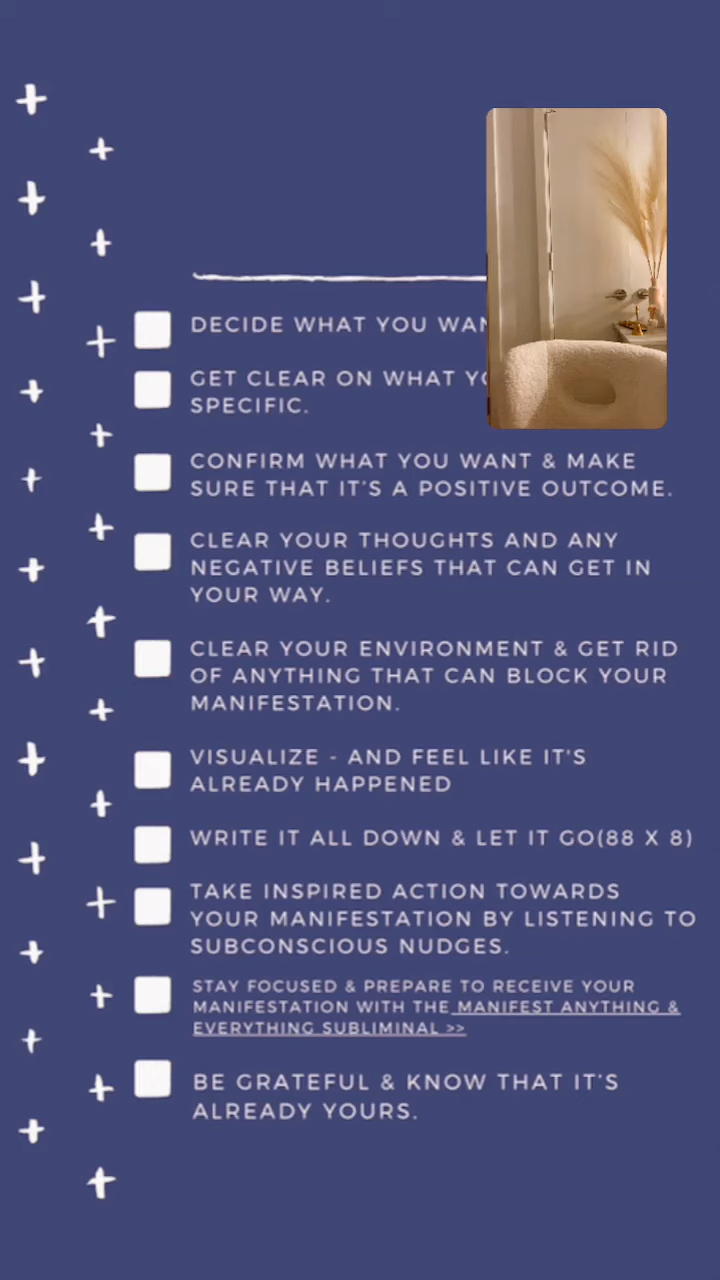 DECIDE WHAT YOU
GET CLEAR ON WHAT
SPECIFIC.
CONFIRM WHAT YOU WANT & MAKE
SURE THAT IT'S A POSITIVE OUTCOME.
CLEAR YOUR THOUGHTS AND ANY
NEGATIVE BELIEFS THAT CAN GET IN
YOUR WAY.
CLEAR YOUR ENVIRONMENT & GET RID
OF ANYTHING THAT CAN BLOCK YOUR
MANIFESTATION.
VISUALIZE - AND FEEL LIKE IT'S
ALREADY HAPPENED
WRITE IT ALL DOWN & LET IT GO(88 X 8)
TAKE INSPIRED ACTION TOWARDS
YOUR MANIFESTATION BY LISTENING TO
SUBCONSCIOUS NUDGES.
STAY FOCUSED & PREPARE TO RECEIVE YOUR
MANIFESTATION WITH THE MANIFEST ANYTHING &
EVERYTHING SUBLIMINAL >>
BE GRATEFUL & KNOW THAT IT'S
ALREADY YOURS.